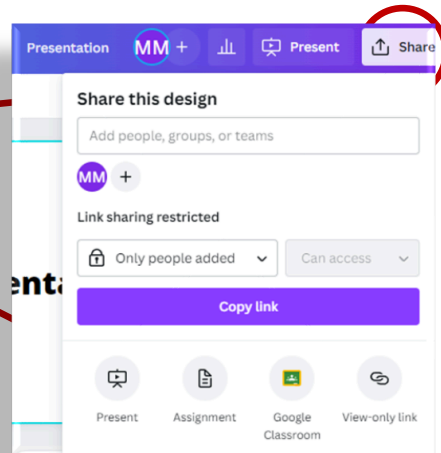 Presentation MM + Present Share
Share this design
Add people, groups, or teams
MM +
Link sharing restricted
Only people added Can access
enta
Copy link
Present Assignment Google Classroom View-only link